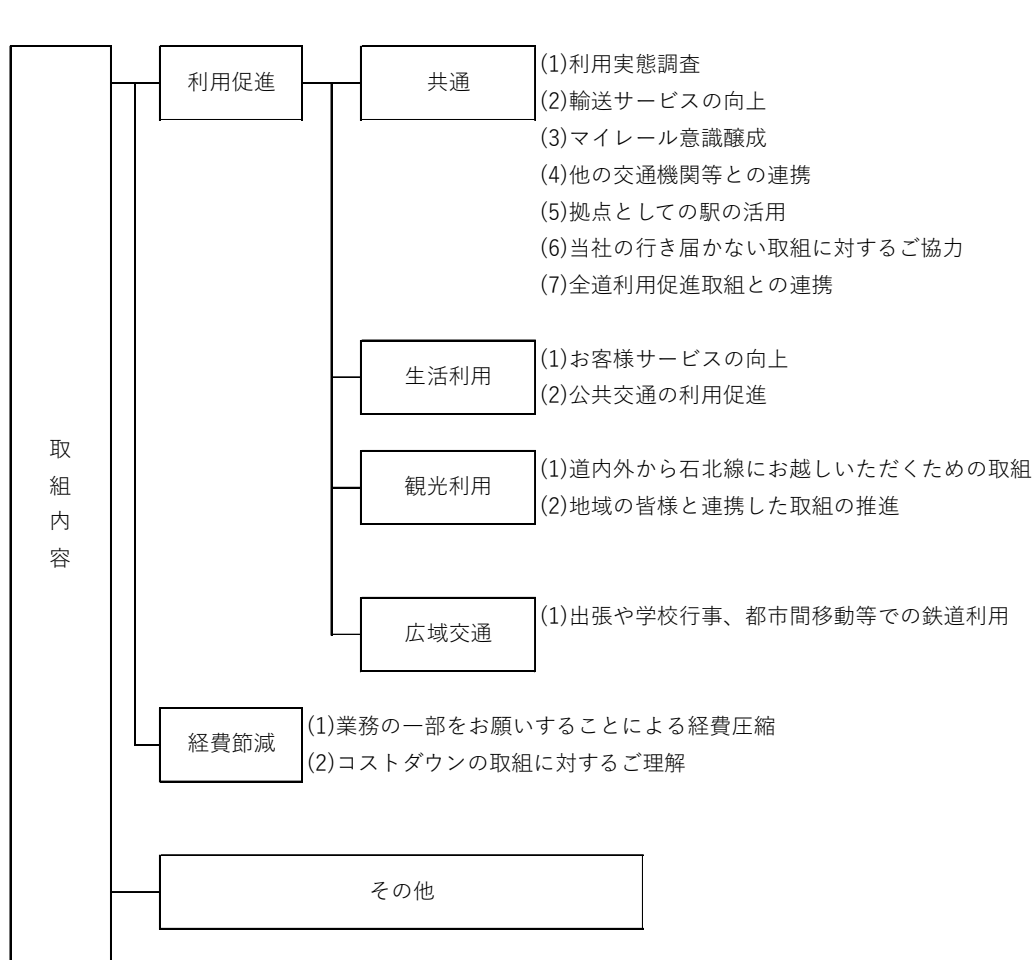 取組内容
利用促進
共通
(1)利用実態調査
(2)輸送サービスの向上
(3)マイレール意識醸成
(4)他の交通機関等との連携
(5)拠点としての駅の活用
(6)当社の行き届かない取組に対するご協力
(7)全道利用促進取組との連携
生活利用
(1)お客様サービスの向上
(2)公共交通の利用促進
観光利用
(1)道内外から石北線にお越しいただくための取組
(2)地域の皆様と連携した取組の推進
広域交通
(1)出張や学校行事、都市間移動等での鉄道利用
経費節減
(1)業務の一部をお願いすることによる経費圧縮
(2)コストダウンの取組に対するご理解
その他